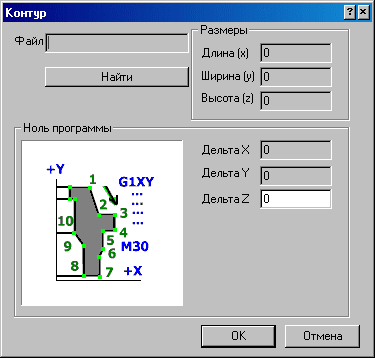 Контур
Файл
Найти
Размеры
Длина (x) 0
Ширина (y) 0
Высота (z) 0
Ноль программы
+Y
1
G1XY
...
2
3
...
10
4
...
5
9
M30
6
8
7
+X
Дельта X 0
Дельта Y 0
Дельта Z 0
OK
Отмена